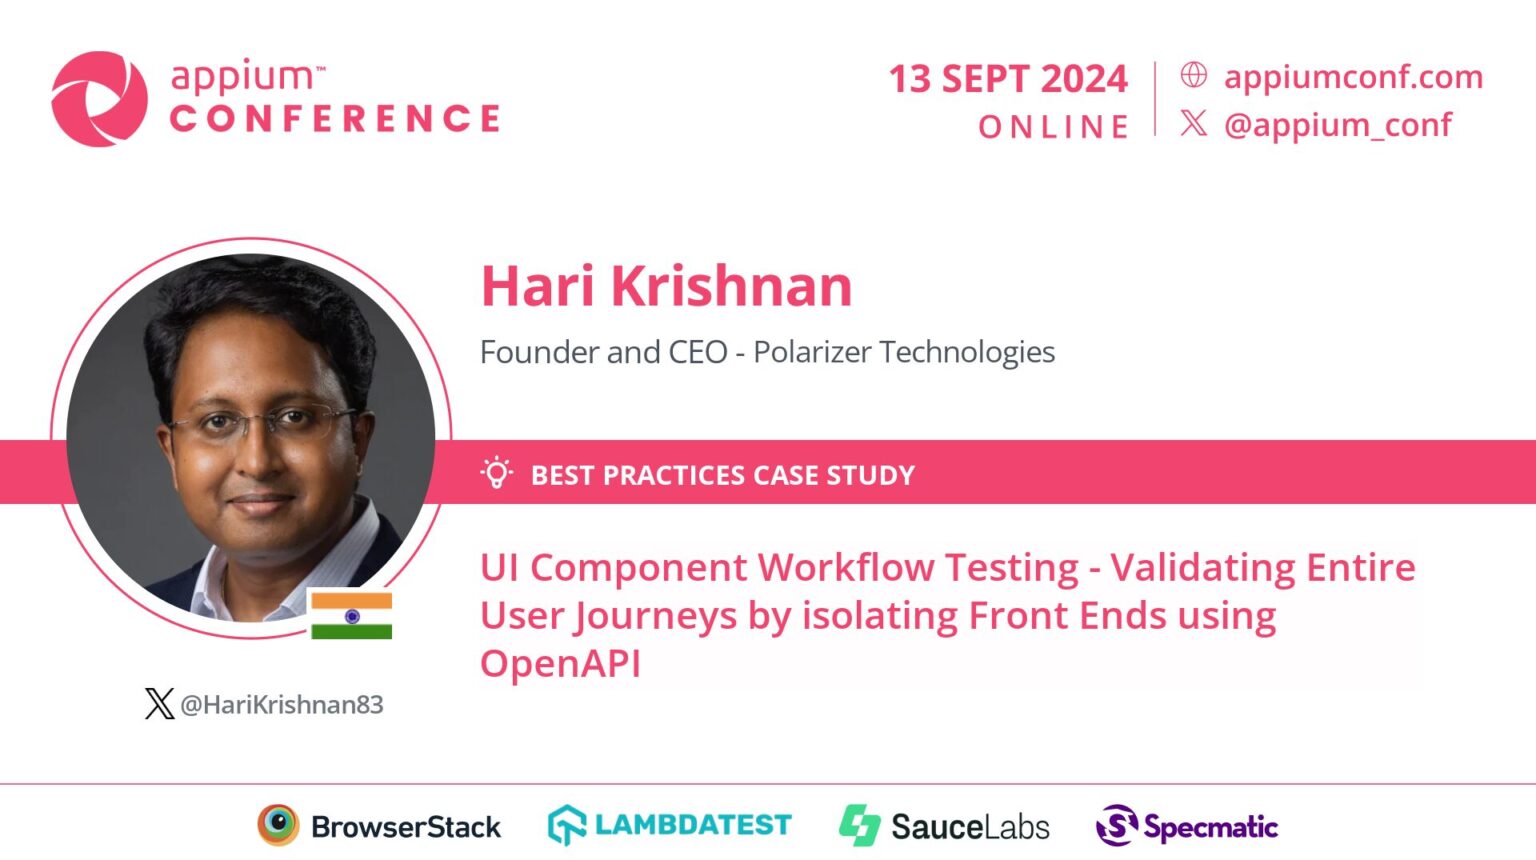 appium™
CONFERENCE
13 SEPT 2024
ONLINE
appiumconf.com
@appium_conf
Hari Krishnan
Founder and CEO - Polarizer Technologies
BEST PRACTICES CASE STUDY
UI Component Workflow Testing - Validating Entire
User Journeys by isolating Front Ends using
OpenAPI
@HariKrishnan83
BrowserStack
LAMBDATEST
SauceLabs
Specmatic